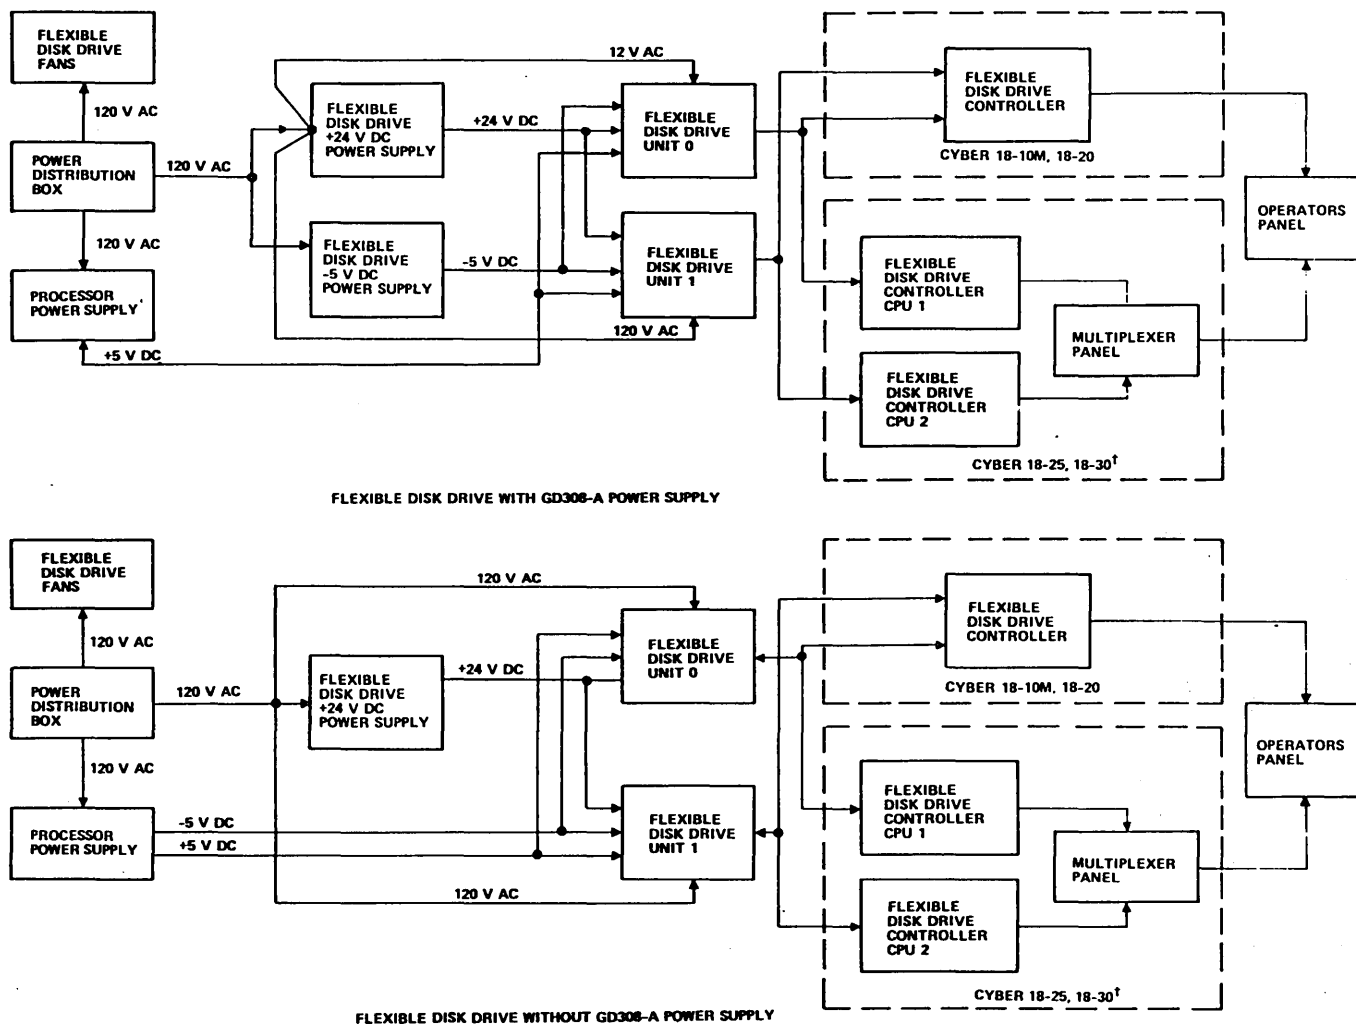 FLEXIBLE
DISK DRIVE
FANS
120 V AC
POWER
DISTRIBUTION
BOX
120 V AC
120 V AC
PROCESSOR
POWER SUPPLY
+5 V DC
12 V AC
FLEXIBLE
DISK DRIVE
+24 V DC
POWER SUPPLY
+24 V DC
FLEXIBLE
DISK DRIVE
-5 V DC
POWER SUPPLY
-5 V DC
120 V AC
FLEXIBLE
DISK DRIVE
UNIT 0
FLEXIBLE
DISK DRIVE
UNIT 1
FLEXIBLE
DISK DRIVE
CONTROLLER
CYBER 18-10M, 18-20
FLEXIBLE
DISK DRIVE
CONTROLLER
CPU 1
FLEXIBLE
DISK DRIVE
CONTROLLER
CPU 2
MULTIPLEXER
PANEL
CYBER 18-25, 18-30†
OPERATORS
PANEL
FLEXIBLE DISK DRIVE WITH GD308-A POWER SUPPLY
FLEXIBLE
DISK DRIVE
FANS
120 V AC
POWER
DISTRIBUTION
BOX
120 V AC
120 V AC
PROCESSOR
POWER SUPPLY
-5 V DC
+5 V DC
120 V AC
FLEXIBLE
DISK DRIVE
+24 V DC
POWER SUPPLY
+24 V DC
120 V AC
FLEXIBLE
DISK DRIVE
UNIT 0
FLEXIBLE
DISK DRIVE
UNIT 1
FLEXIBLE
DISK DRIVE
CONTROLLER
CYBER 18-10M, 18-20
FLEXIBLE
DISK DRIVE
CONTROLLER
CPU 1
FLEXIBLE
DISK DRIVE
CONTROLLER
CPU 2
MULTIPLEXER
PANEL
CYBER 18-25, 18-30†
OPERATORS
PANEL
FLEXIBLE DISK DRIVE WITHOUT GD308-A POWER SUPPLY